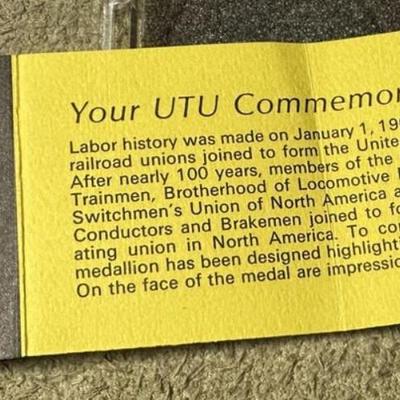 Your UTU Commemor
Labor history was made on January 1, 19
railroad unions joined to form the Unite
After nearly 100 years, members of the
Trainmen, Brotherhood of Locomotive
Switchmen's Union of North America a
Conductors and Brakemen joined to fo
ating union in North America. To co
medallion has been designed highlighti
On the face of the medal are impressio